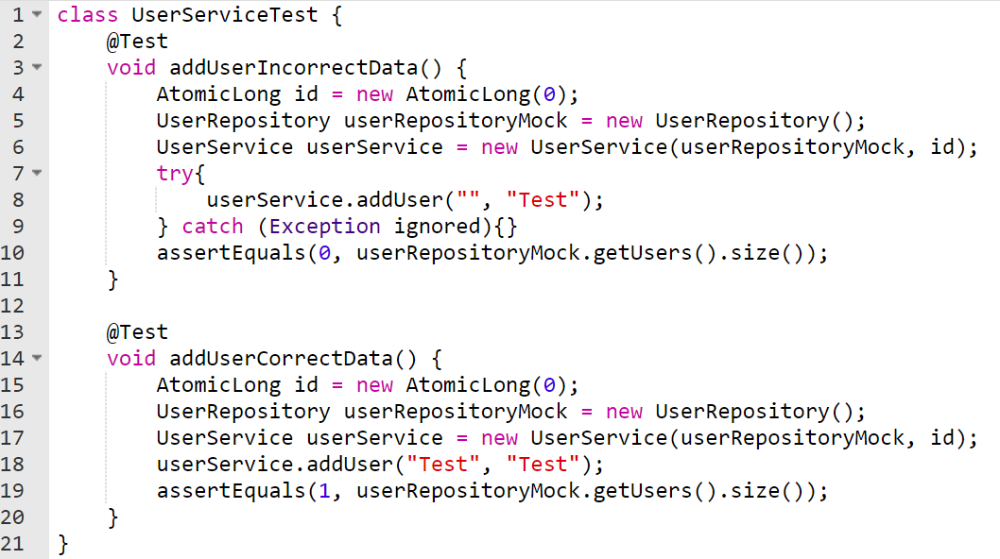 1 class UserServiceTest {
2     @Test
3     void addUserIncorrectData() {
4         AtomicLong id = new AtomicLong(0);
5         UserRepository userRepositoryMock = new UserRepository();
6         UserService userService = new UserService(userRepositoryMock, id);
7         try{
8             userService.addUser("", "Test");
9         } catch (Exception ignored){}
10         assertEquals(0, userRepositoryMock.getUsers().size());
11     }
12
13     @Test
14     void addUserCorrectData() {
15         AtomicLong id = new AtomicLong(0);
16         UserRepository userRepositoryMock = new UserRepository();
17         UserService userService = new UserService(userRepositoryMock, id);
18         userService.addUser("Test", "Test");
19         assertEquals(1, userRepositoryMock.getUsers().size());
20     }
21 }